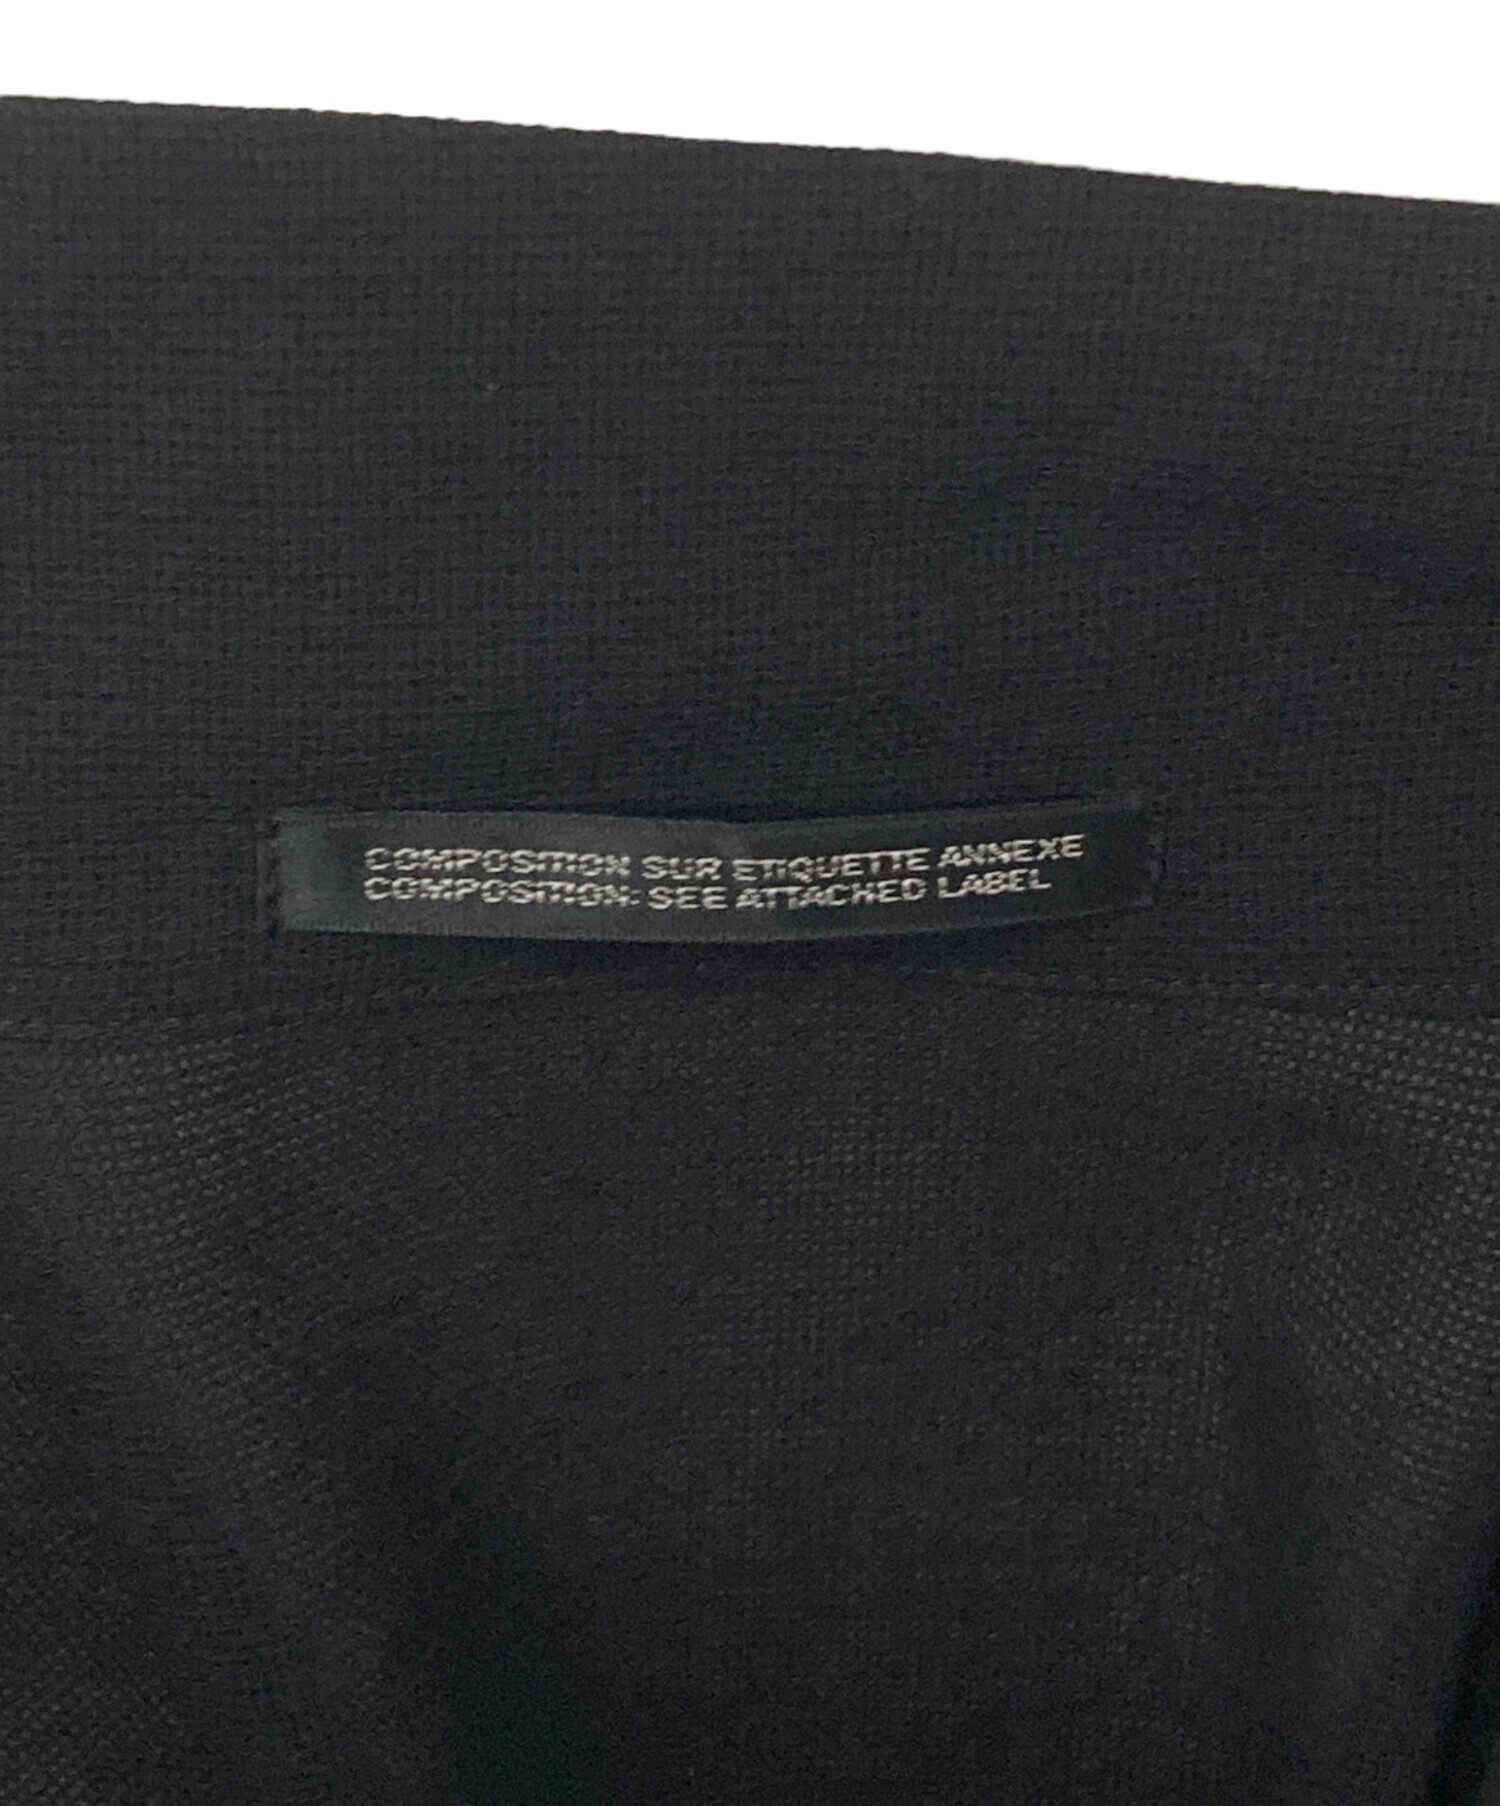 COMPOSITION SUR ETIQUETTE ANNEXE
COMPOSITION: SEE ATTACHED LABEL